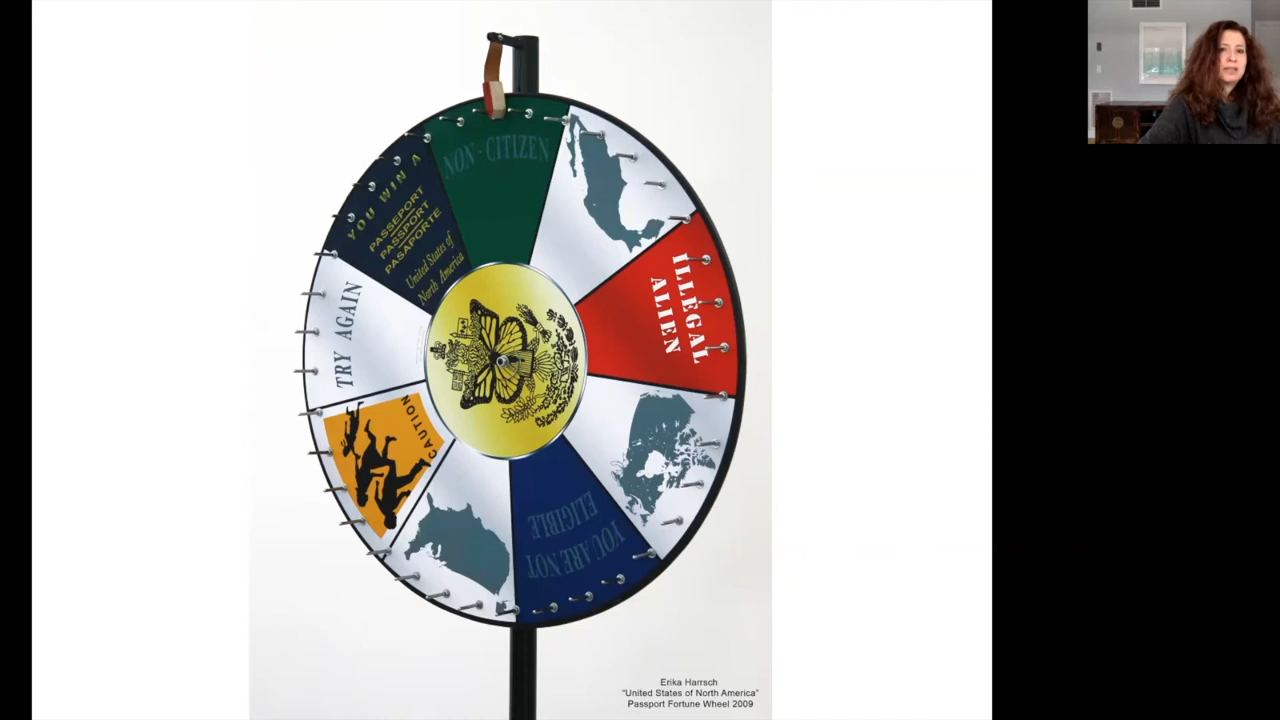 NON-CITIZEN
ILLEGAL
ALIEN
YOU ARE NOT
ELIGIBLE
CAUTION
TRY AGAIN
YOU WIN A
PASSEPORT
PASSPORT
PASAPORTE
United States of
North America
Erika Harrsch
"United States of North America"
Passport Fortune Wheel 2009